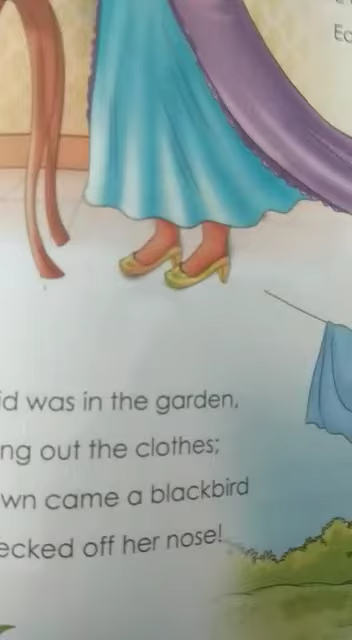 id was in the garden,
ng out the clothes;
wn came a blackbird
ecked off her nose!